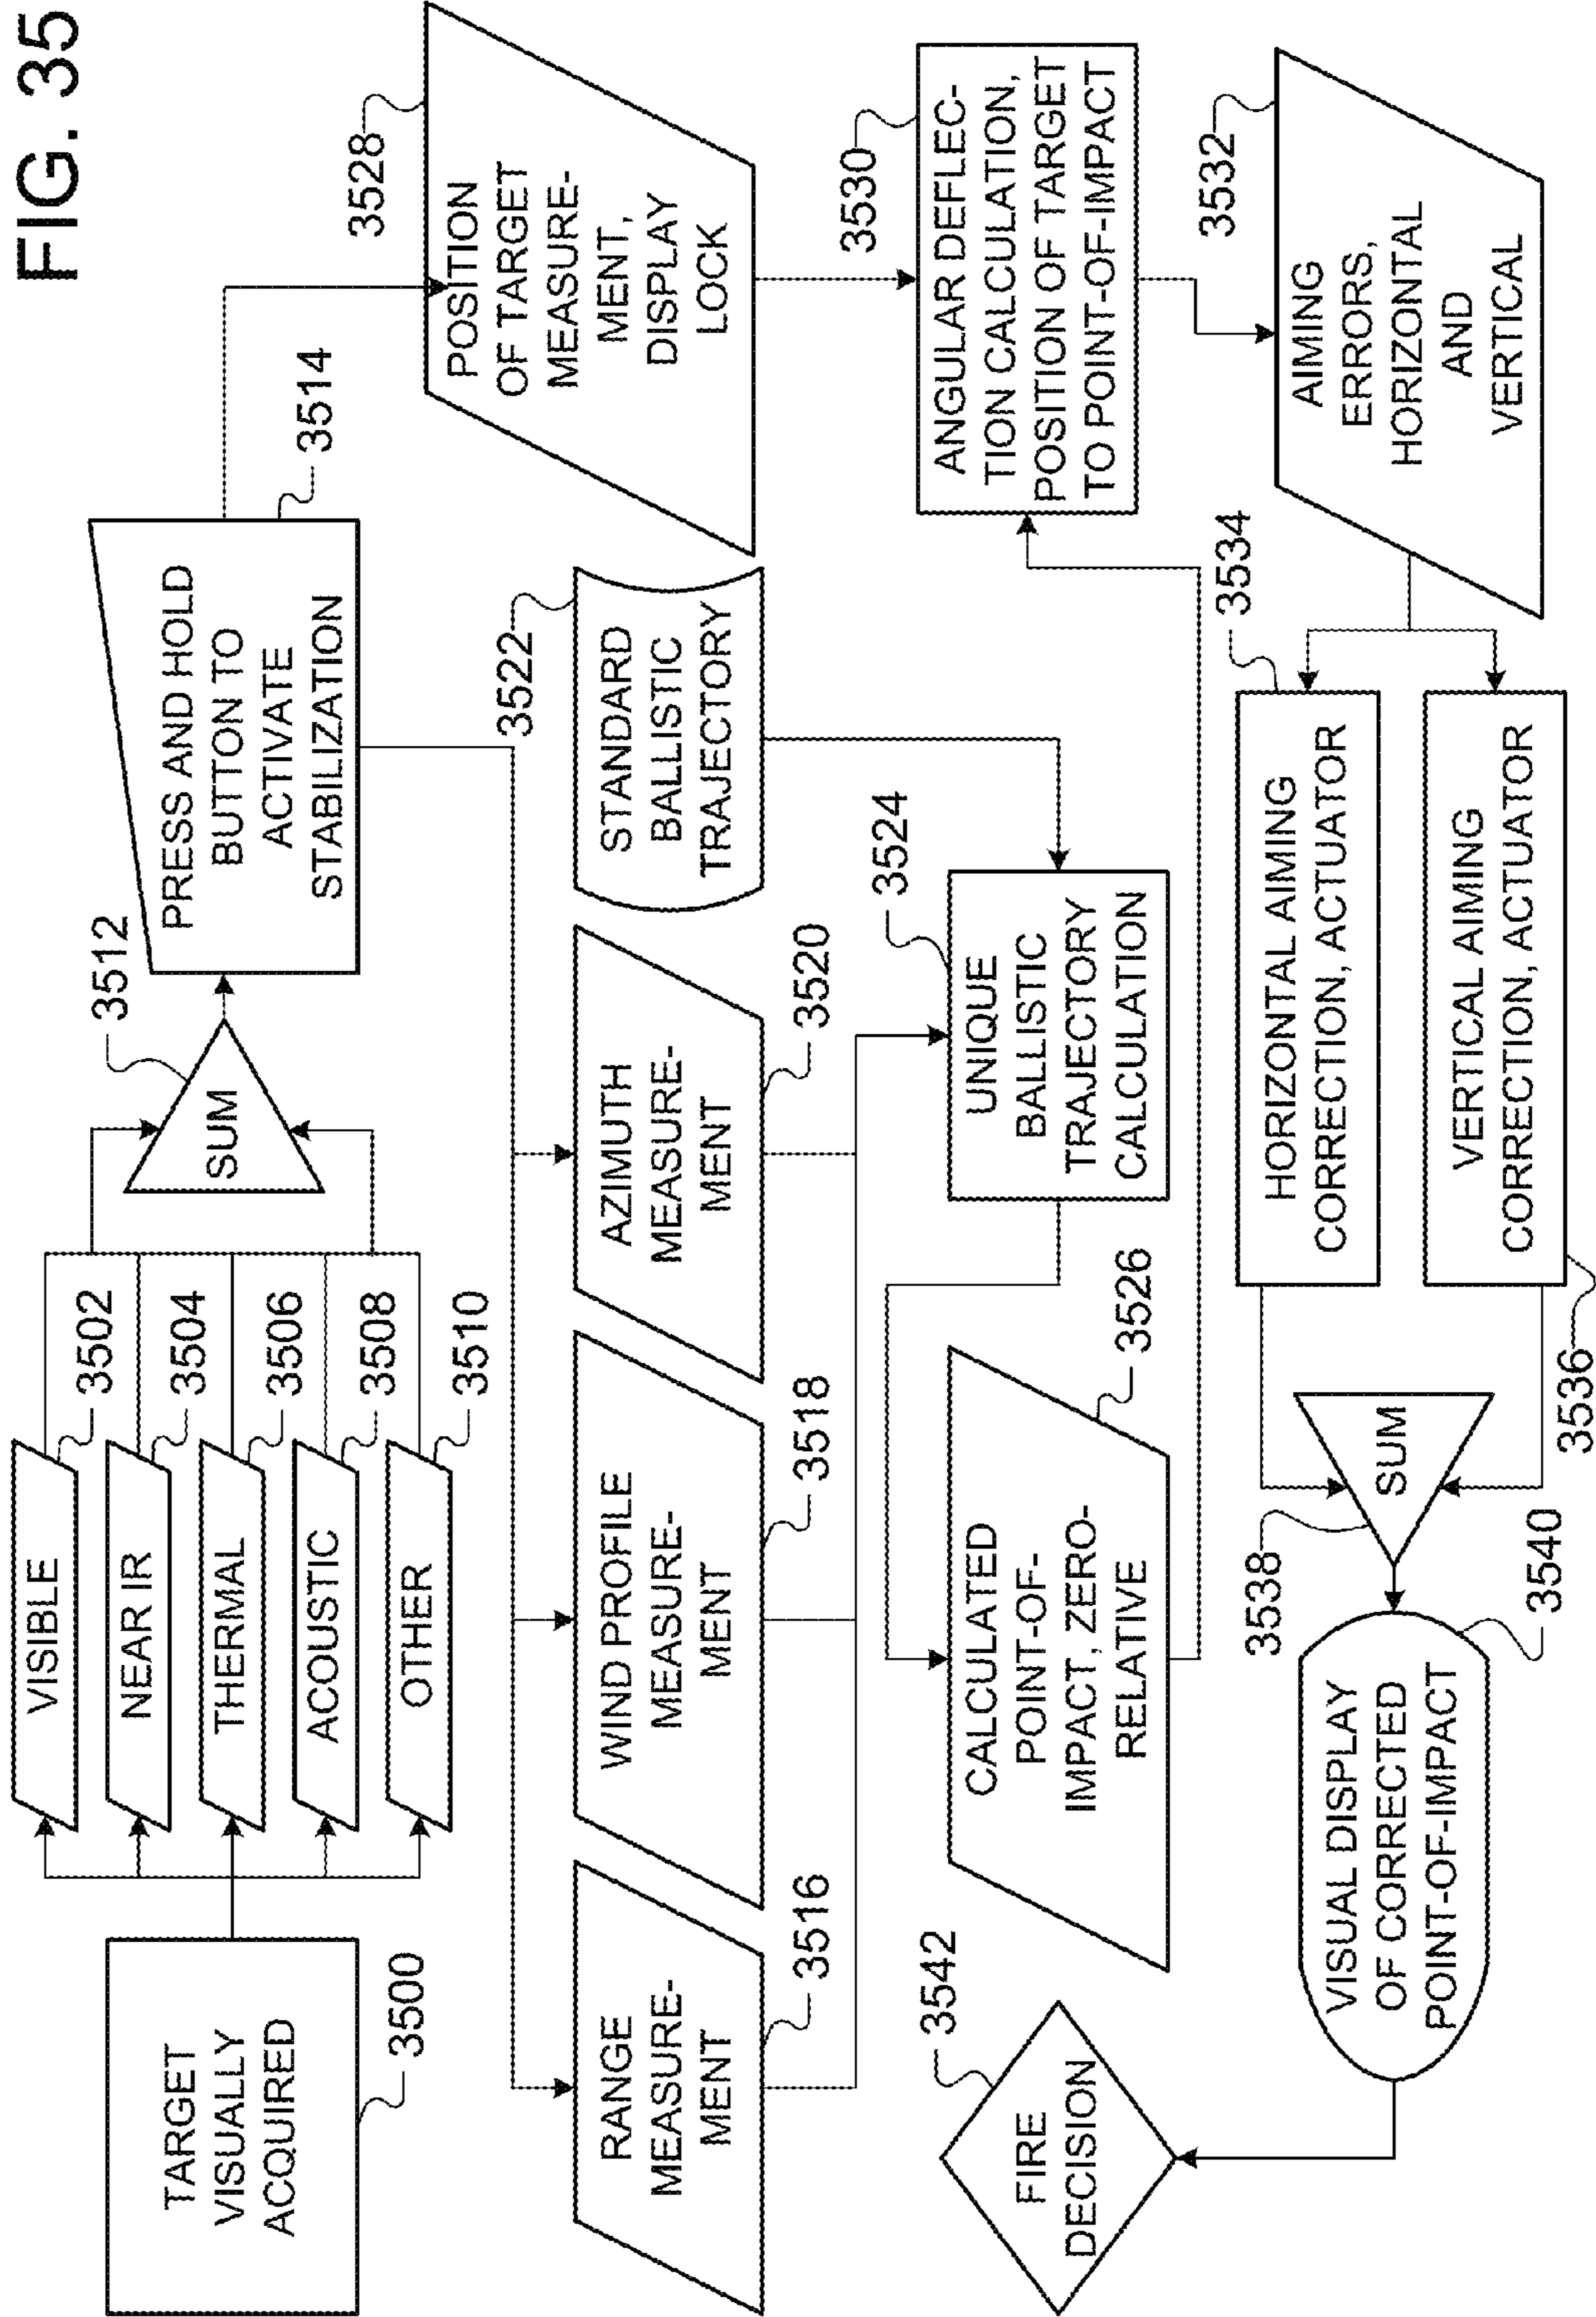 FIG. 35
TARGET
VISUALLY
ACQUIRED
3500
VISIBLE
3502
NEAR IR
3504
THERMAL
3506
ACOUSTIC
3508
OTHER
3510
SUM
3512
PRESS AND HOLD
BUTTON TO
ACTIVATE
STABILIZATION
3514
RANGE
MEASURE-
MENT
3516
WIND PROFILE
MEASURE-
MENT
3518
AZIMUTH
MEASURE-
MENT
3520
STANDARD
BALLISTIC
TRAJECTORY
3522
POSITION
OF TARGET
MEASURE-
MENT,
DISPLAY
LOCK
3528
UNIQUE
BALLISTIC
TRAJECTORY
CALCULATION
3524
CALCULATED
POINT-OF-
IMPACT, ZERO-
RELATIVE
3526
ANGULAR DEFLEC-
TION CALCULATION,
POSITION OF TARGET
TO POINT-OF-IMPACT
3530
AIMING
ERRORS,
HORIZONTAL
AND
VERTICAL
3532
HORIZONTAL AIMING
CORRECTION, ACTUATOR
3534
VERTICAL AIMING
CORRECTION, ACTUATOR
3536
SUM
3538
VISUAL DISPLAY
OF CORRECTED
POINT-OF-IMPACT
3540
FIRE
DECISION
3542